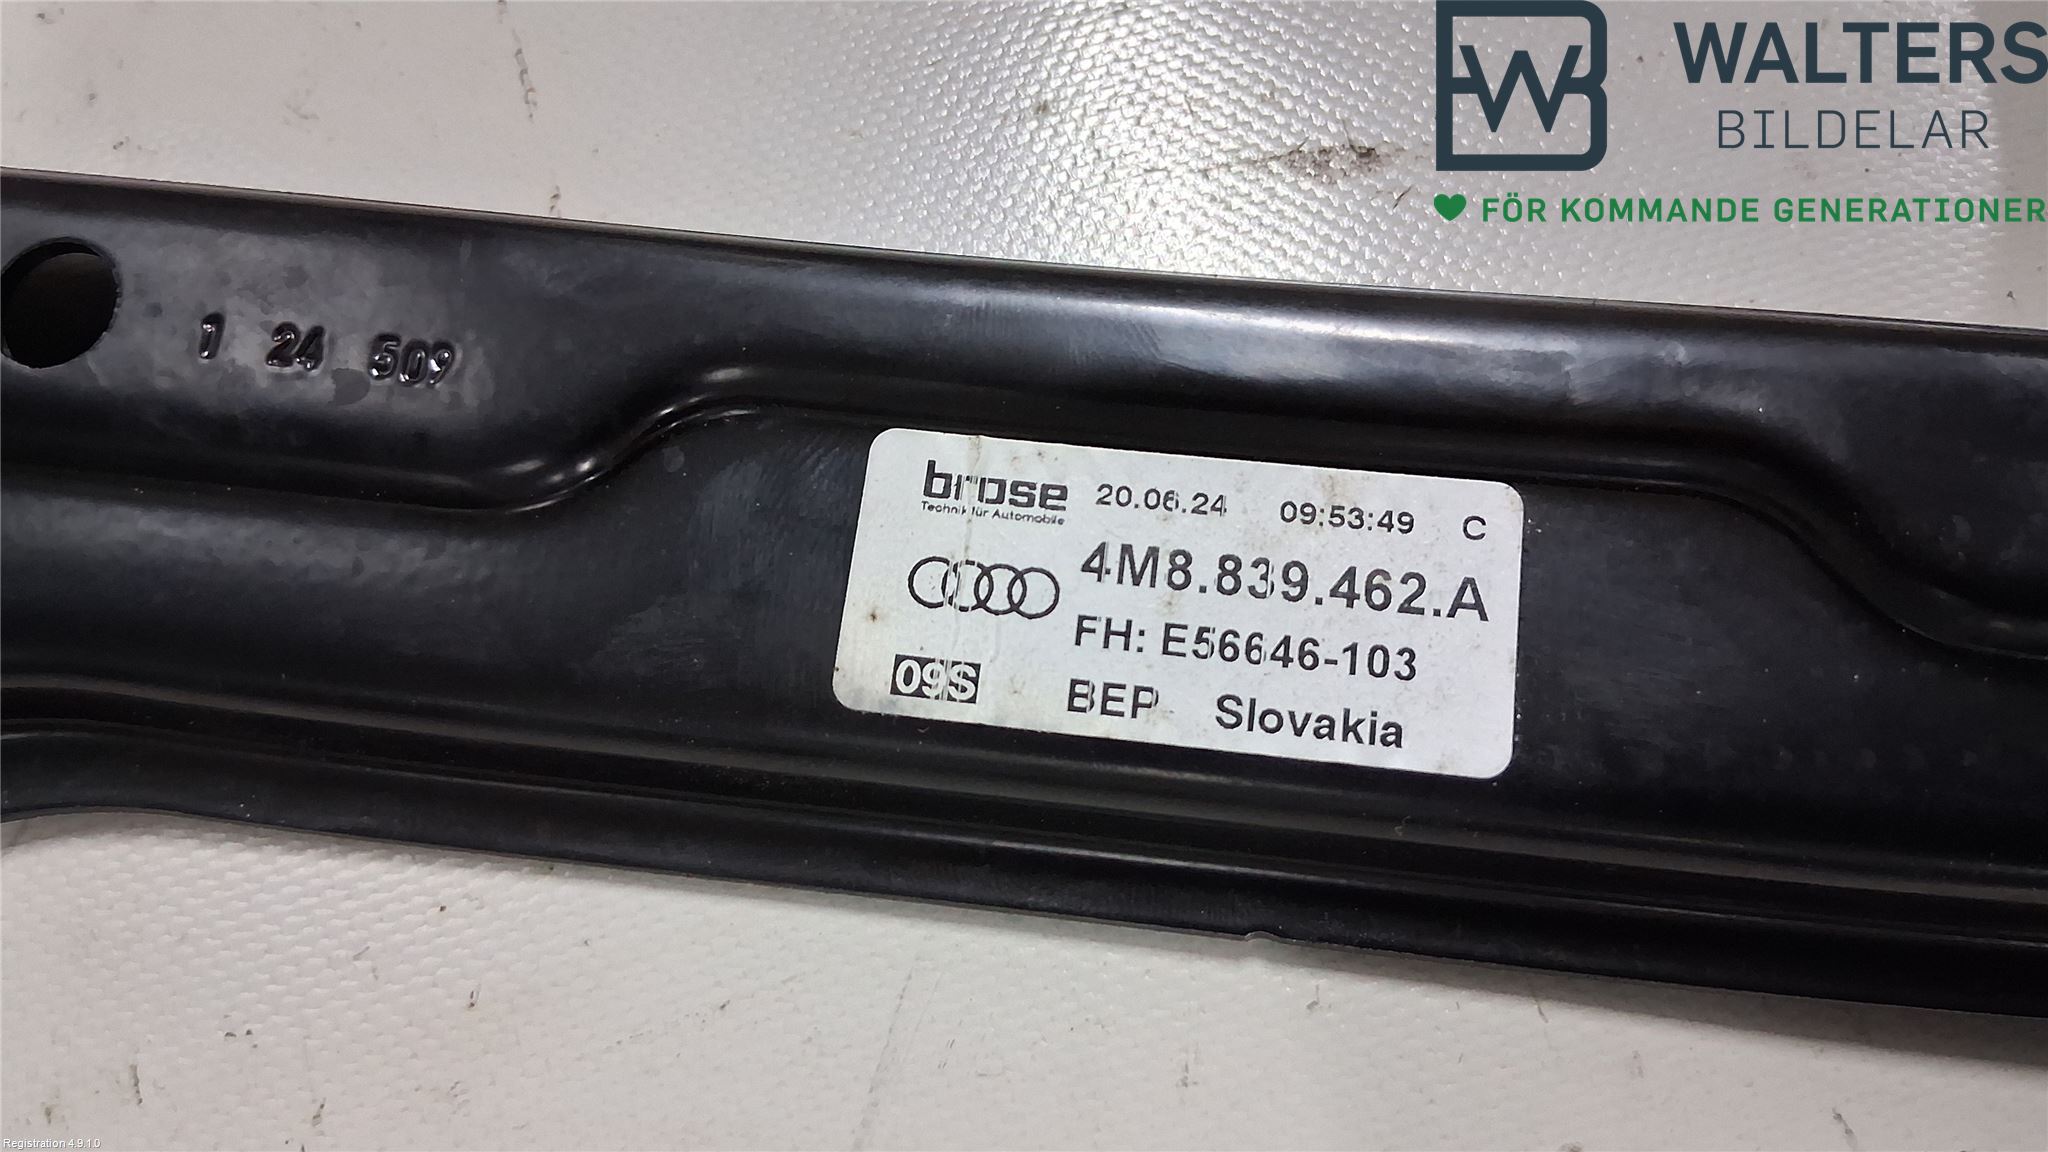 WALTERS
BILDELAR
FÖR KOMMANDE GENERATIONER
1 24 509
brose 20.06.24 09:53:49 C
Technik für Automobile
4M8.839.462.A
FH: E56646-103
09S BEP Slovakia
Registration 4.9.1.0